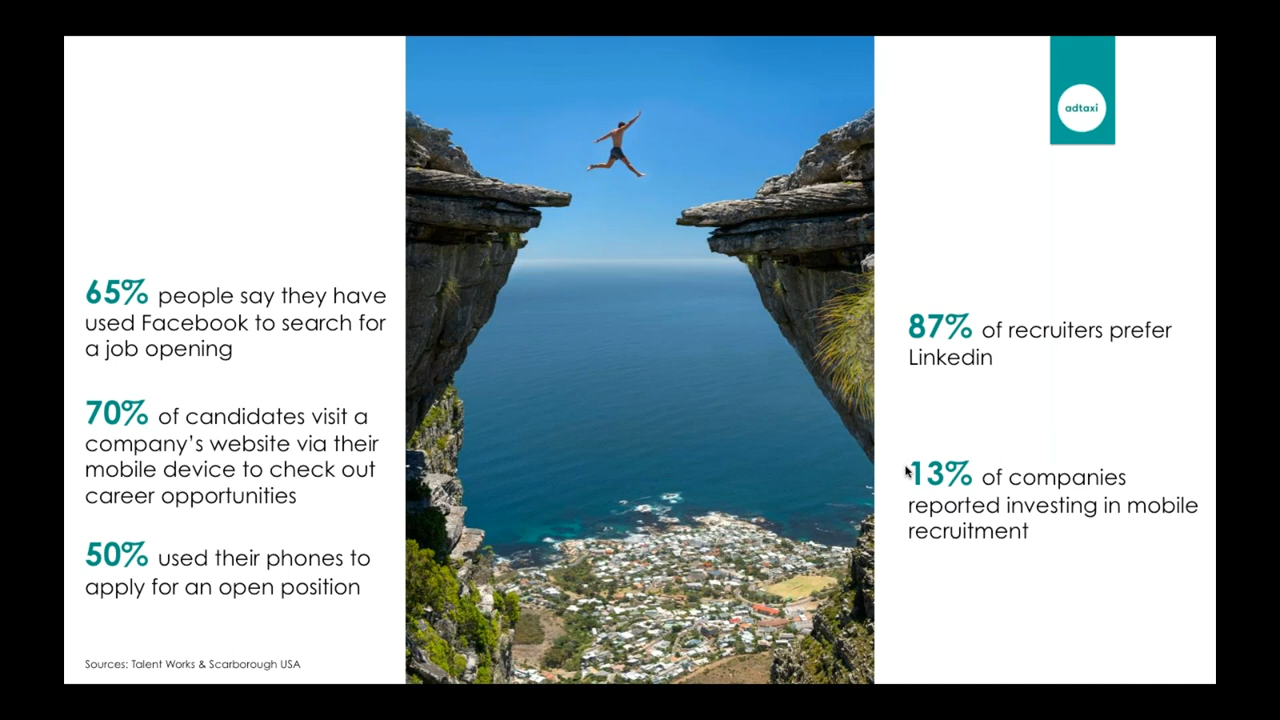 adtaxi
65% people say they have
used Facebook to search for
a job opening
70% of candidates visit a
company's website via their
mobile device to check out
career opportunities
50% used their phones to
apply for an open position
Sources: Talent Works & Scarborough USA
87% of recruiters prefer
Linkedin
13% of companies
reported investing in mobile
recruitment